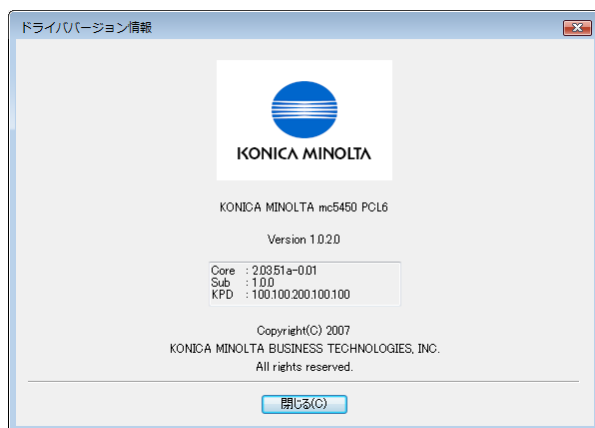 ドライババージョン情報
KONICA MINOLTA
KONICA MINOLTA mc5450 PCL6
Version 1.0.2.0
Core : 2.03.51a-0.01
Sub : 1.0.0
KPD : 100.100.200.100.100
Copyright(C) 2007
KONICA MINOLTA BUSINESS TECHNOLOGIES, INC.
All rights reserved.
閉じる(C)